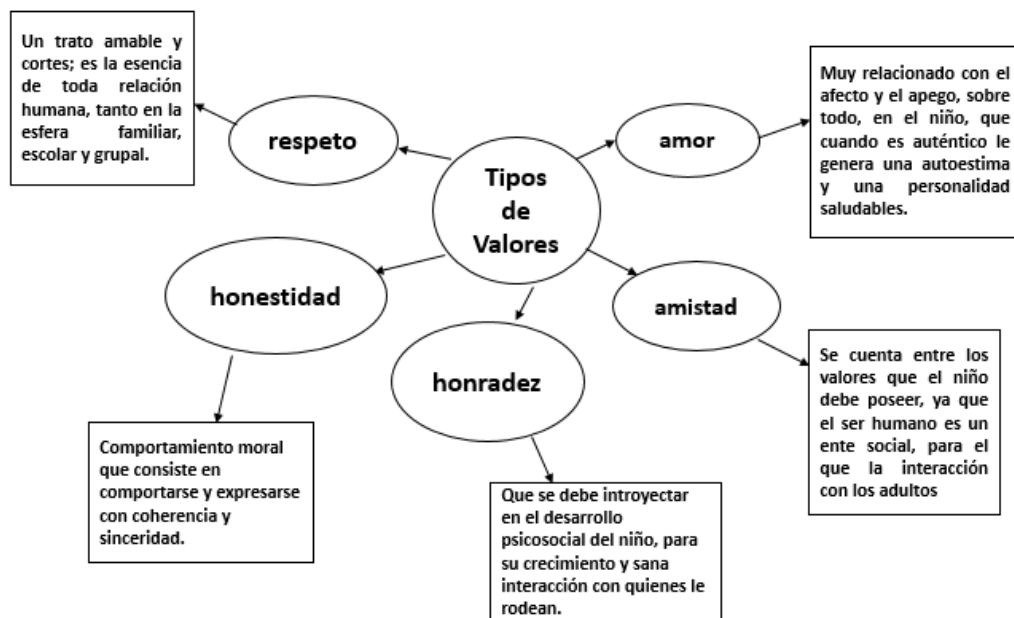 Un trato amable y
cortes; es la esencia
de toda relación
humana, tanto en la
esfera familiar,
escolar y grupal.
respeto
Tipos
de
Valores
amor
Muy relacionado con el
afecto y el apego, sobre
todo, en el niño, que
cuando es auténtico le
genera una autoestima
y una personalidad
saludables.
honestidad
Comportamiento moral
que consiste en
comportarse y expresarse
con coherencia y
sinceridad.
honradez
Que se debe introyectar
en el desarrollo
psicosocial del niño, para
su crecimiento y sana
interacción con quienes le
rodean.
amistad
Se cuenta entre los
valores que el niño
debe poseer, ya que
el ser humano es un
ente social, para el
que la interacción
con los adultos